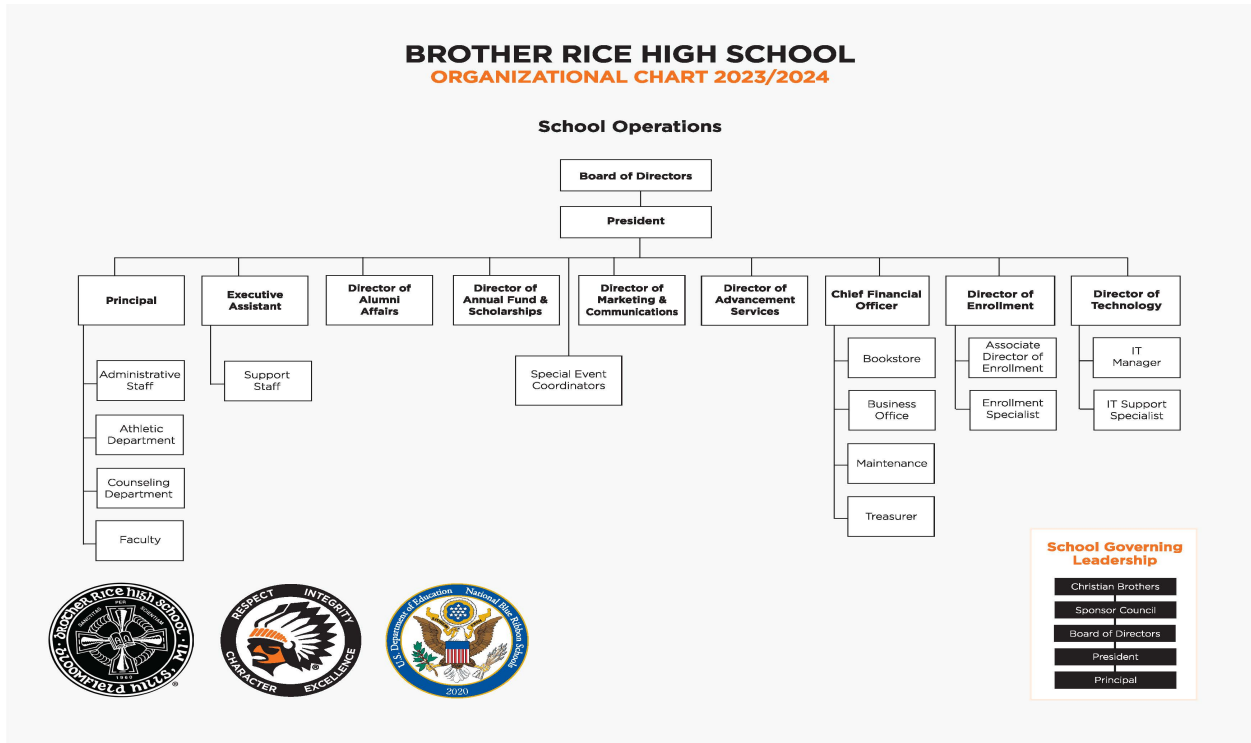 BROTHER RICE HIGH SCHOOL
ORGANIZATIONAL CHART 2023/2024
School Operations
Board of Directors
President
Principal
Executive
Assistant
Director of
Alumni
Affairs
Director of
Annual Fund &
Scholarships
Director of
Marketing &
Communications
Director of
Advancement
Services
Chief Financial
Officer
Director of
Enrollment
Director of
Technology
Administrative
Staff
Athletic
Department
Counseling
Department
Faculty
Support
Staff
Special Event
Coordinators
Bookstore
Business
Office
Maintenance
Treasurer
Associate
Director of
Enrollment
Enrollment
Specialist
IT
Manager
IT Support
Specialist
School Governing
Leadership
Christian Brothers
Sponsor Council
Board of Directors
President
Principal
BROTHER RICE HIGH SCHOOL
BLOOMFIELD HILLS, MI
PER
1960
®
RESPECT
INTEGRITY
CHARACTER
EXCELLENCE
®
U.S. Department of Education
National Blue Ribbon Schools
2020